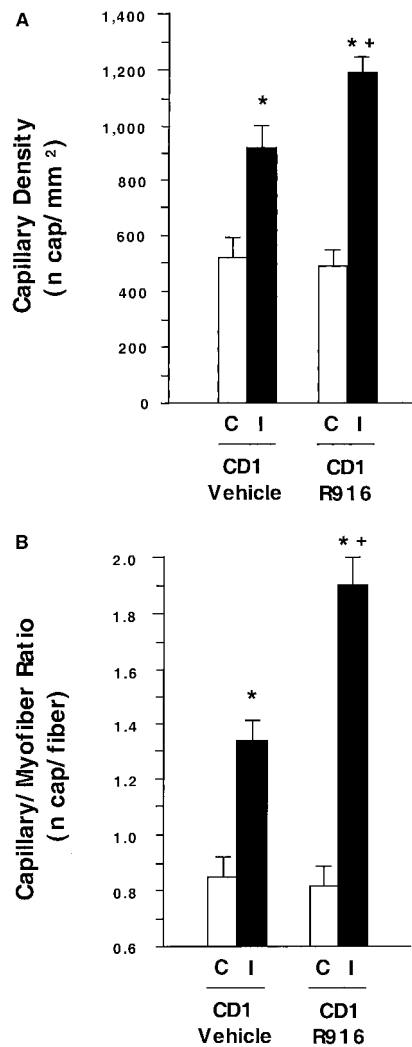 A
Capillary Density
(n cap/mm²)
1,400
1,200
1,000
800
600
400
200
0
*
* +
C I C I
CD1 CD1
Vehicle R916
B
Capillary/Myofiber Ratio
(n cap/fiber)
2.0
1.8
1.6
1.4
1.2
1.0
0.8
0.6
*
* +
C I C I
CD1 CD1
Vehicle R916